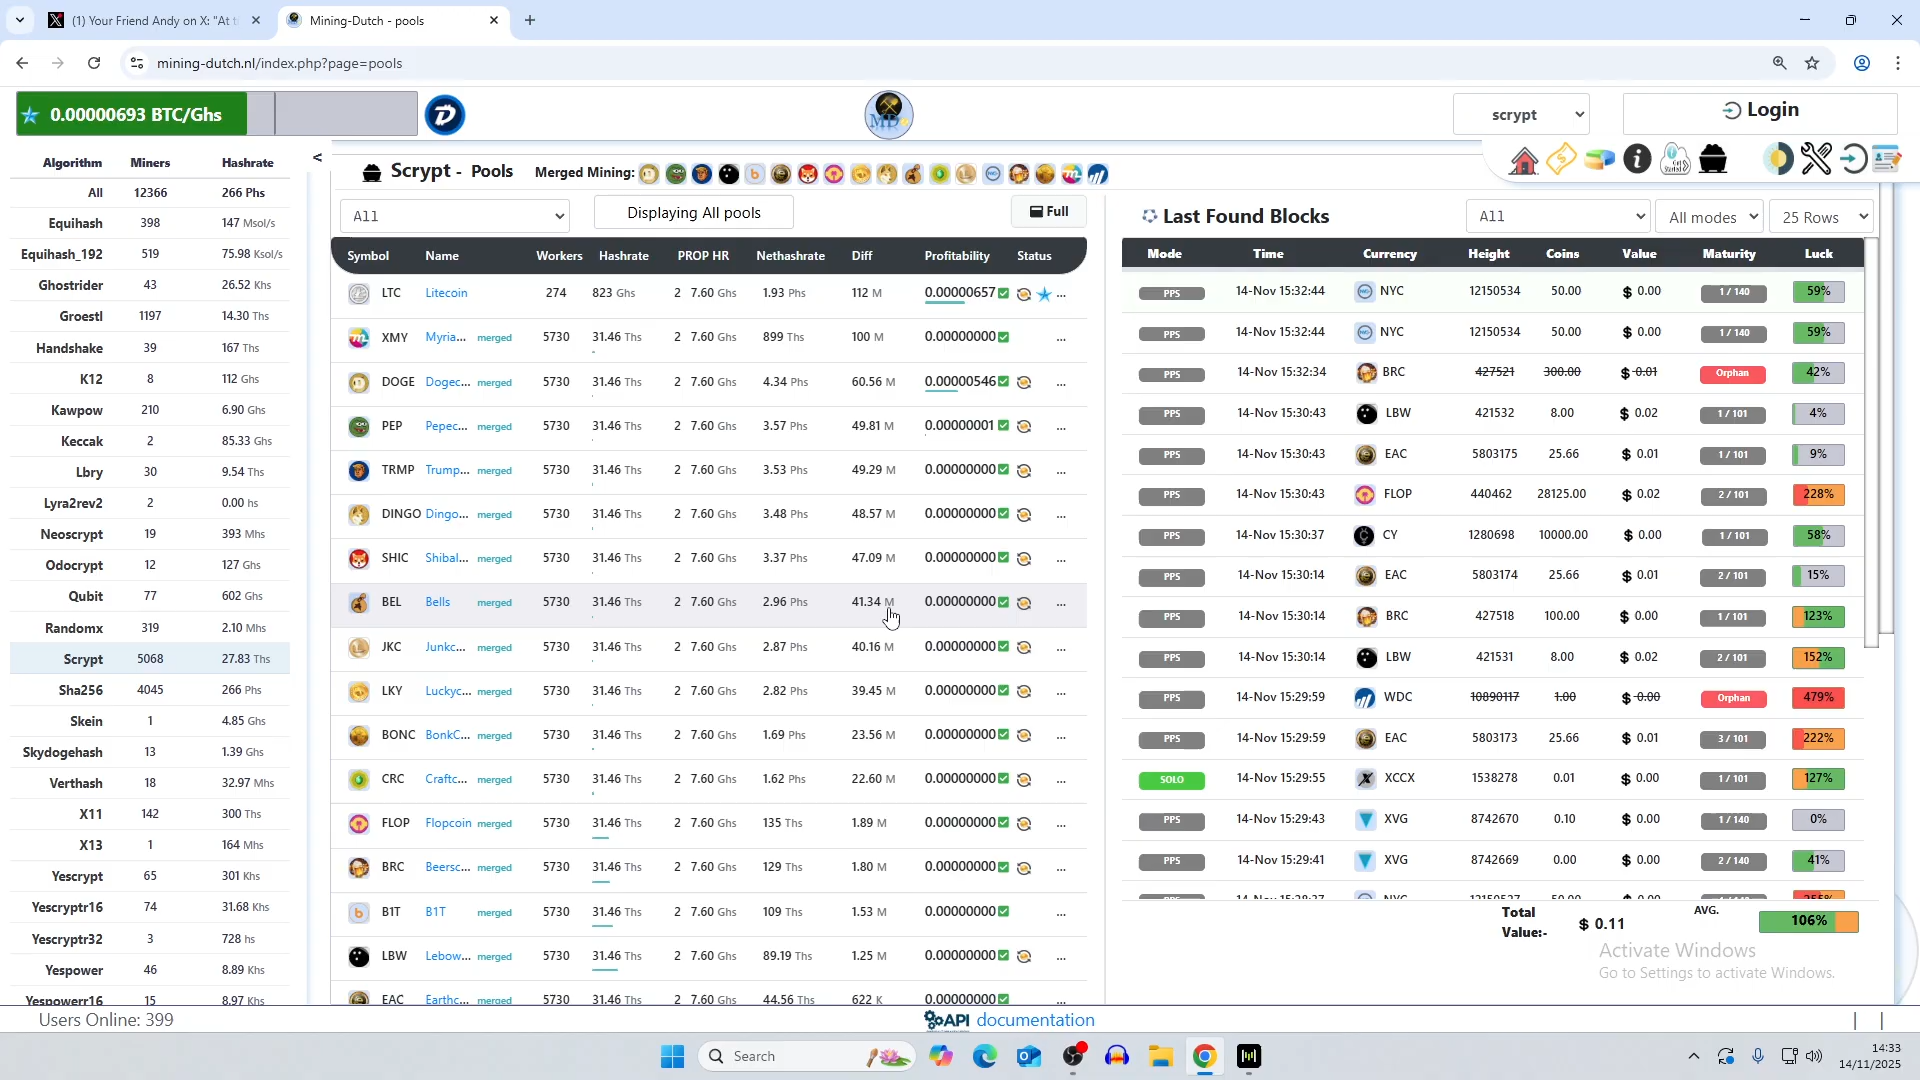 (1) Your Friend Andy on X: "At t
Mining-Dutch - pools
mining-dutch.nl/index.php?page=pools
0.00000693 BTC/Ghs
scrypt
Login
Algorithm Miners Hashrate
All 12366 266 Phs
Equihash 398 147 Msol/s
Equihash_192 519 75.98 Ksol/s
Ghostrider 43 26.52 Khs
Groestl 1197 14.30 Ths
Handshake 39 167 Ths
K12 8 112 Ghs
Kawpow 210 6.90 Ghs
Keccak 2 85.33 Ghs
Lbry 30 9.54 Ths
Lyra2rev2 2 0.00 hs
Neoscrypt 19 393 Mhs
Odocrypt 12 127 Ghs
Qubit 77 602 Ghs
Randomx 319 2.10 Mhs
Scrypt 5068 27.83 Ths
Sha256 4045 266 Phs
Skein 1 4.85 Ghs
Skydogehash 13 1.39 Ghs
Verthash 18 32.97 Mhs
X11 142 300 Ths
X13 1 164 Mhs
Yescrypt 65 301 Khs
Yescryptr16 74 31.68 Khs
Yescryptr32 3 728 hs
Yespower 46 8.89 Khs
Yespowerr16 15 8.97 Khs
<
Scrypt - Pools Merged Mining:
All
Displaying All pools
Full
Symbol Name Workers Hashrate PROP HR Nethashrate Diff Profitability Status
LTC Litecoin 274 823 Ghs 2 7.60 Ghs 1.93 Phs 112 M 0.00000657 ...
XMY Myria... merged 5730 31.46 Ths 2 7.60 Ghs 899 Ths 100 M 0.00000000 ...
DOGE Dogec... merged 5730 31.46 Ths 2 7.60 Ghs 4.34 Phs 60.56 M 0.00000546 ...
PEP Pepec... merged 5730 31.46 Ths 2 7.60 Ghs 3.57 Phs 49.81 M 0.00000001 ...
TRMP Trump... merged 5730 31.46 Ths 2 7.60 Ghs 3.53 Phs 49.29 M 0.00000000 ...
DINGO Dingo... merged 5730 31.46 Ths 2 7.60 Ghs 3.48 Phs 48.57 M 0.00000000 ...
SHIC Shibal... merged 5730 31.46 Ths 2 7.60 Ghs 3.37 Phs 47.09 M 0.00000000 ...
BEL Bells merged 5730 31.46 Ths 2 7.60 Ghs 2.96 Phs 41.34 M 0.00000000 ...
JKC Junkc... merged 5730 31.46 Ths 2 7.60 Ghs 2.87 Phs 40.16 M 0.00000000 ...
LKY Luckyc... merged 5730 31.46 Ths 2 7.60 Ghs 2.82 Phs 39.45 M 0.00000000 ...
BONC BonkC... merged 5730 31.46 Ths 2 7.60 Ghs 1.69 Phs 23.56 M 0.00000000 ...
CRC Craftc... merged 5730 31.46 Ths 2 7.60 Ghs 1.62 Phs 22.60 M 0.00000000 ...
FLOP Flopcoin merged 5730 31.46 Ths 2 7.60 Ghs 135 Ths 1.89 M 0.00000000 ...
BRC Beersc... merged 5730 31.46 Ths 2 7.60 Ghs 129 Ths 1.80 M 0.00000000 ...
B1T B1T merged 5730 31.46 Ths 2 7.60 Ghs 109 Ths 1.53 M 0.00000000 ...
LBW Lebow... merged 5730 31.46 Ths 2 7.60 Ghs 89.19 Ths 1.25 M 0.00000000 ...
EAC Earthc... merged 5730 31.46 Ths 2 7.60 Ghs 44.56 Ths 622 K 0.00000000 ...
Last Found Blocks
All
All modes
25 Rows
Mode Time Currency Height Coins Value Maturity Luck
PPS 14-Nov 15:32:44 NYC 12150534 50.00 $ 0.00 1 / 140 59%
PPS 14-Nov 15:32:44 NYC 12150534 50.00 $ 0.00 1 / 140 59%
PPS 14-Nov 15:32:34 BRC 427521 300.00 $ 0.01 Orphan 42%
PPS 14-Nov 15:30:43 LBW 421532 8.00 $ 0.02 1 / 101 4%
PPS 14-Nov 15:30:43 EAC 5803175 25.66 $ 0.01 1 / 101 9%
PPS 14-Nov 15:30:43 FLOP 440462 28125.00 $ 0.02 2 / 101 228%
PPS 14-Nov 15:30:37 CY 1280698 10000.00 $ 0.00 1 / 101 58%
PPS 14-Nov 15:30:14 EAC 5803174 25.66 $ 0.01 2 / 101 15%
PPS 14-Nov 15:30:14 BRC 427518 100.00 $ 0.00 1 / 101 123%
PPS 14-Nov 15:30:14 LBW 421531 8.00 $ 0.02 2 / 101 152%
PPS 14-Nov 15:29:59 WDC 10890117 1.00 $ 0.00 Orphan 479%
PPS 14-Nov 15:29:59 EAC 5803173 25.66 $ 0.01 3 / 101 222%
SOLO 14-Nov 15:29:55 XCCX 1538278 0.01 $ 0.00 1 / 101 127%
PPS 14-Nov 15:29:43 XVG 8742670 0.10 $ 0.00 1 / 140 0%
PPS 14-Nov 15:29:41 XVG 8742669 0.00 $ 0.00 2 / 140 41%
Total Value:- $ 0.11 AVG. 106%
Activate Windows
Go to Settings to activate Windows.
Users Online: 399
API documentation
Search
14:33
14/11/2025